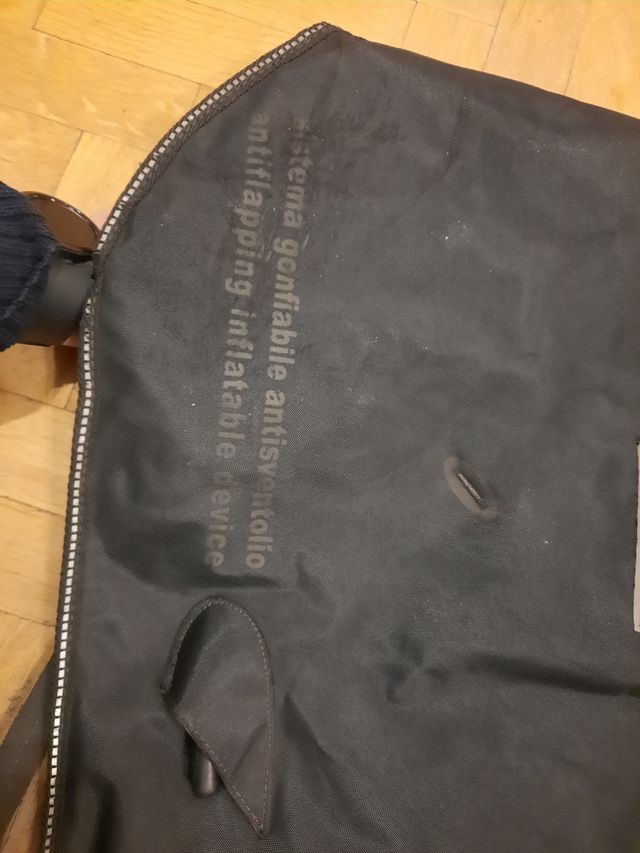 sistema gonfiabile antisventolio
antiflapping inflatable device